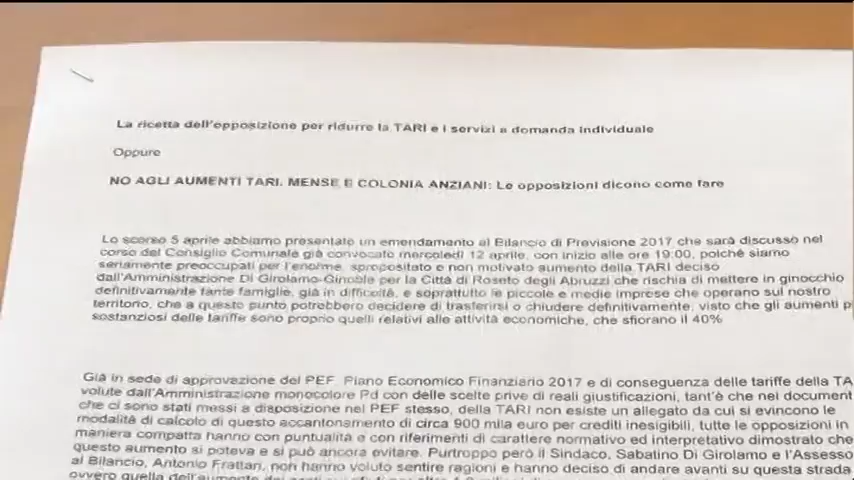 La ricetta dell'opposizione per ridurre la TARI e i servizi a domanda individuale
Oppure
NO AGLI AUMENTI TARI. MENSE E COLONIA ANZIANI: Le opposizioni dicono come fare
Lo scorso 5 aprile abbiamo presentato un emendamento al Bilancio di Previsione 2017 che sarà discusso nel
corso del Consiglio Comunale già convocato mercoledì 12 aprile, con inizio alle ore 19:00, poiché siamo
seriamente preoccupati per l'enorme, spropositato e non motivato aumento della TARI deciso
dall'Amministrazione Di Girolamo-Ginoble per la Città di Roseto degli Abruzzi che rischia di mettere in ginocchio
definitivamente tante famiglie, già in difficoltà, e soprattutto le piccole e medie imprese che operano sul nostro
territorio, che a questo punto potrebbero decidere di trasferirsi o chiudere definitivamente, visto che gli aumenti p
sostanziosi delle tariffe sono proprio quelli relativi alle attività economiche, che sfiorano il 40%
Già in sede di approvazione del PEF, Piano Economico Finanziario 2017 e di conseguenza delle tariffe della TA
volute dall'Amministrazione monocolore Pd con delle scelte prive di reali giustificazioni, tant'è che nei document
che ci sono stati messi a disposizione nel PEF stesso, della TARI non esiste un allegato da cui si evincono le
modalità di calcolo di questo accantonamento di circa 900 mila euro per crediti inesigibili, tutte le opposizioni in
maniera compatta hanno con puntualità e con riferimenti di carattere normativo ed interpretativo dimostrato che
questo aumento si poteva e si può ancora evitare. Purtroppo però il Sindaco, Sabatino Di Girolamo e l'Assesso
al Bilancio, Antonio Frattari, non hanno voluto sentire ragioni e hanno deciso di andare avanti su questa strada
ovvero quella dell'aumento